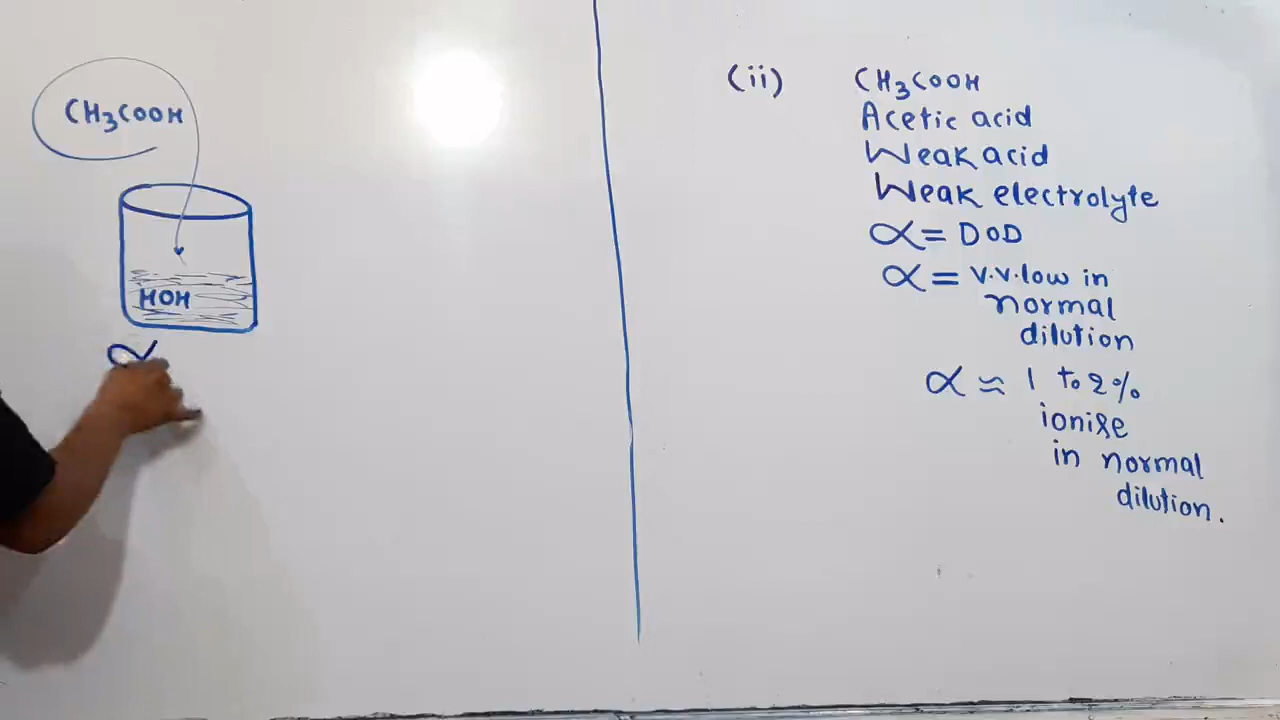 CH3COOH
HOH
α
(ii) CH3COOH
Acetic acid
Weak acid
Weak electrolyte
α = DOD
α = v.v.low in
normal
dilution
α ≈ 1 to 2%
ionise
in normal
dilution.